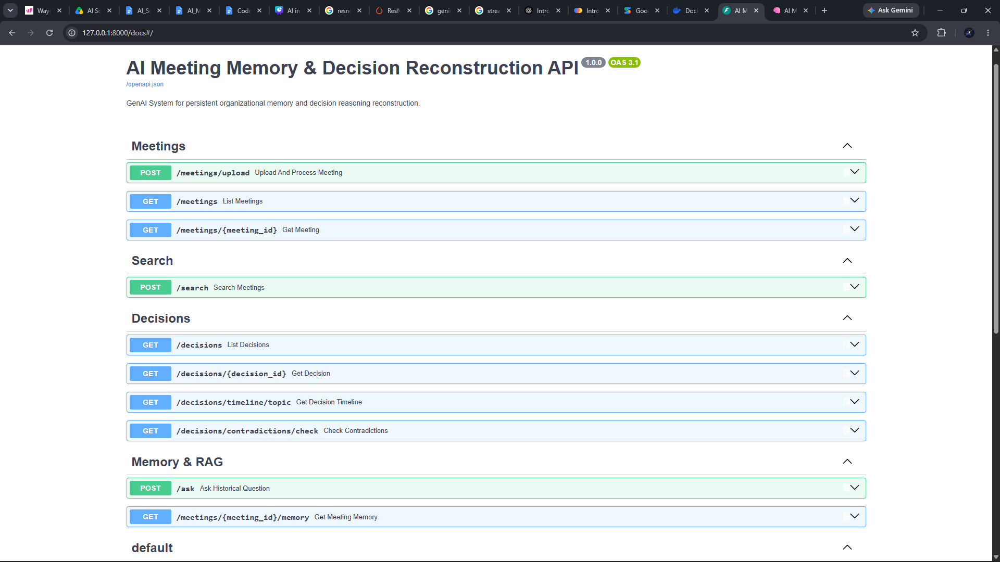 Way
AI Sc
AI_Sc
AI_M
Code
AI in
resn
ResN
geni
strea
Intro
Intro
Goo
Doc
AI M
AI M
Ask Gemini
127.0.0.1:8000/docs#/
AI Meeting Memory & Decision Reconstruction API 1.0.0 OAS 3.1
/openapi.json
GenAI System for persistent organizational memory and decision reasoning reconstruction.
Meetings
POST /meetings/upload Upload And Process Meeting
GET /meetings List Meetings
GET /meetings/{meeting_id} Get Meeting
Search
POST /search Search Meetings
Decisions
GET /decisions List Decisions
GET /decisions/{decision_id} Get Decision
GET /decisions/timeline/topic Get Decision Timeline
GET /decisions/contradictions/check Check Contradictions
Memory & RAG
POST /ask Ask Historical Question
GET /meetings/{meeting_id}/memory Get Meeting Memory
default